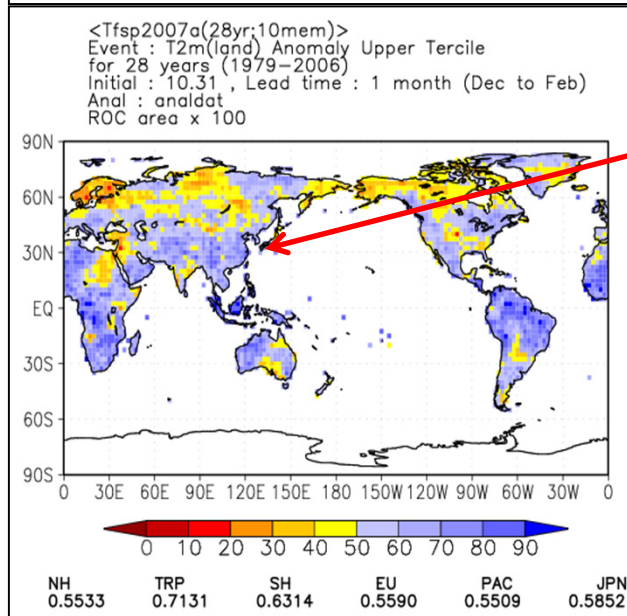 <Tfsp2007a(28yr;10mem)>
Event : T2m(land) Anomaly Upper Tercile
for 28 years (1979-2006)
Initial : 10.31 , Lead time : 1 month (Dec to Feb)
Anal : analdat
ROC area x 100
90N
60N
30N
EQ
30S
60S
90S
0 30E 60E 90E 120E 150E 180 150W 120W 90W 60W 30W 0
0 10 20 30 40 50 60 70 80 90
NH TRP SH EU PAC JPN
0.5533 0.7131 0.6314 0.5590 0.5509 0.5852